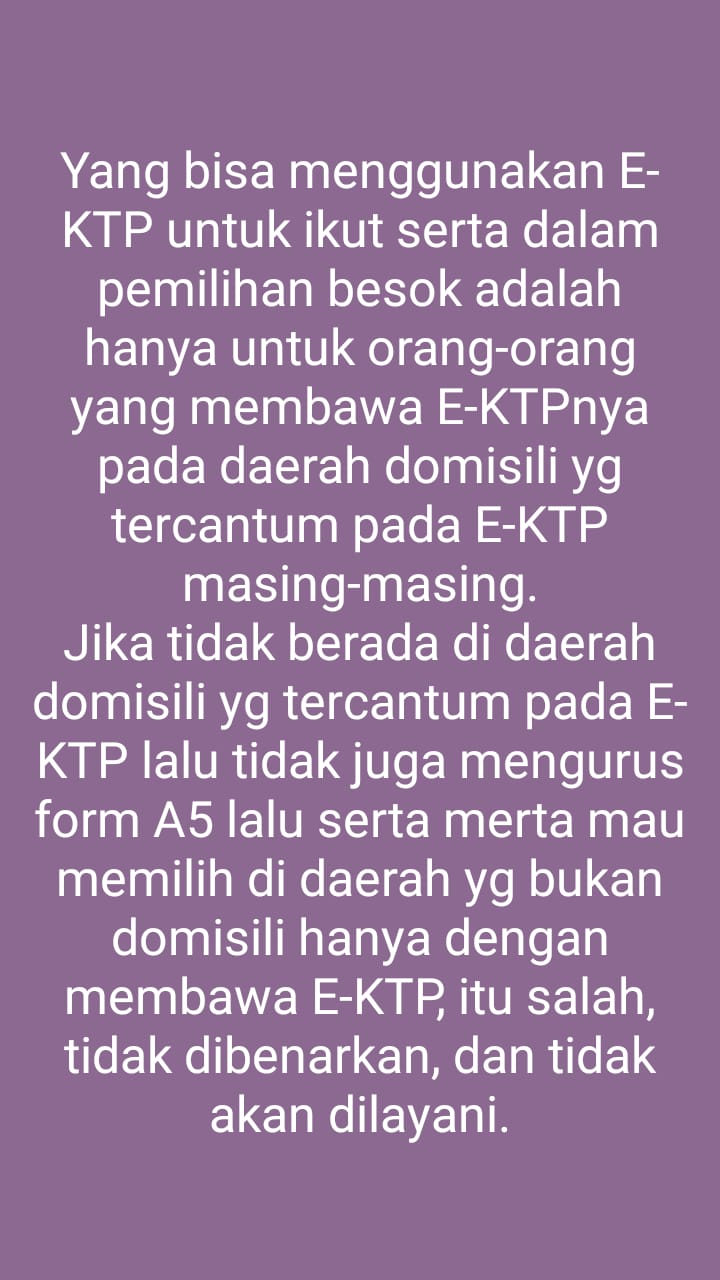 Yang bisa menggunakan E-
KTP untuk ikut serta dalam
pemilihan besok adalah
hanya untuk orang-orang
yang membawa E-KTPnya
pada daerah domisili yg
tercantum pada E-KTP
masing-masing.
Jika tidak berada di daerah
domisili yg tercantum pada E-
KTP lalu tidak juga mengurus
form A5 lalu serta merta mau
memilih di daerah yg bukan
domisili hanya dengan
membawa E-KTP, itu salah,
tidak dibenarkan, dan tidak
akan dilayani.